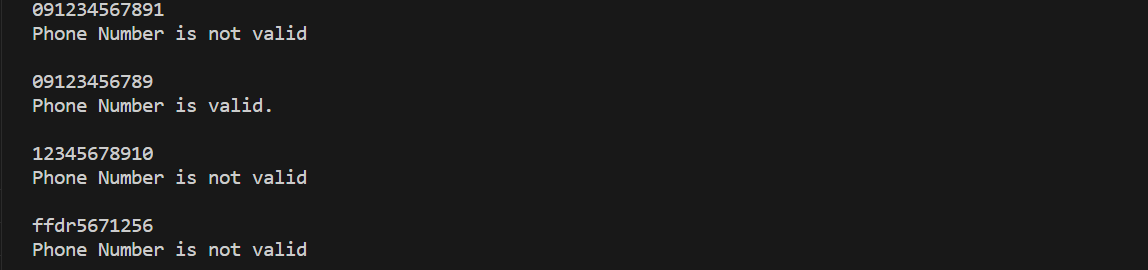 091234567891
Phone Number is not valid
09123456789
Phone Number is valid.
12345678910
Phone Number is not valid
ffdr5671256
Phone Number is not valid